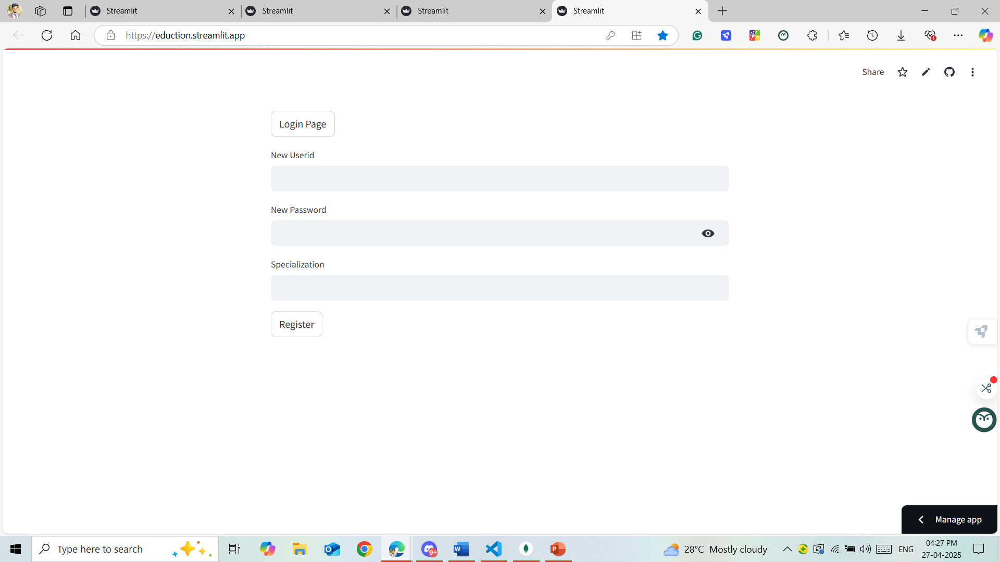 Streamlit
Streamlit
Streamlit
Streamlit
https://eduction.streamlit.app
Share
Login Page
New Userid
New Password
Specialization
Register
Manage app
Type here to search
9+
28°C Mostly cloudy
ENG
04:27 PM
27-04-2025